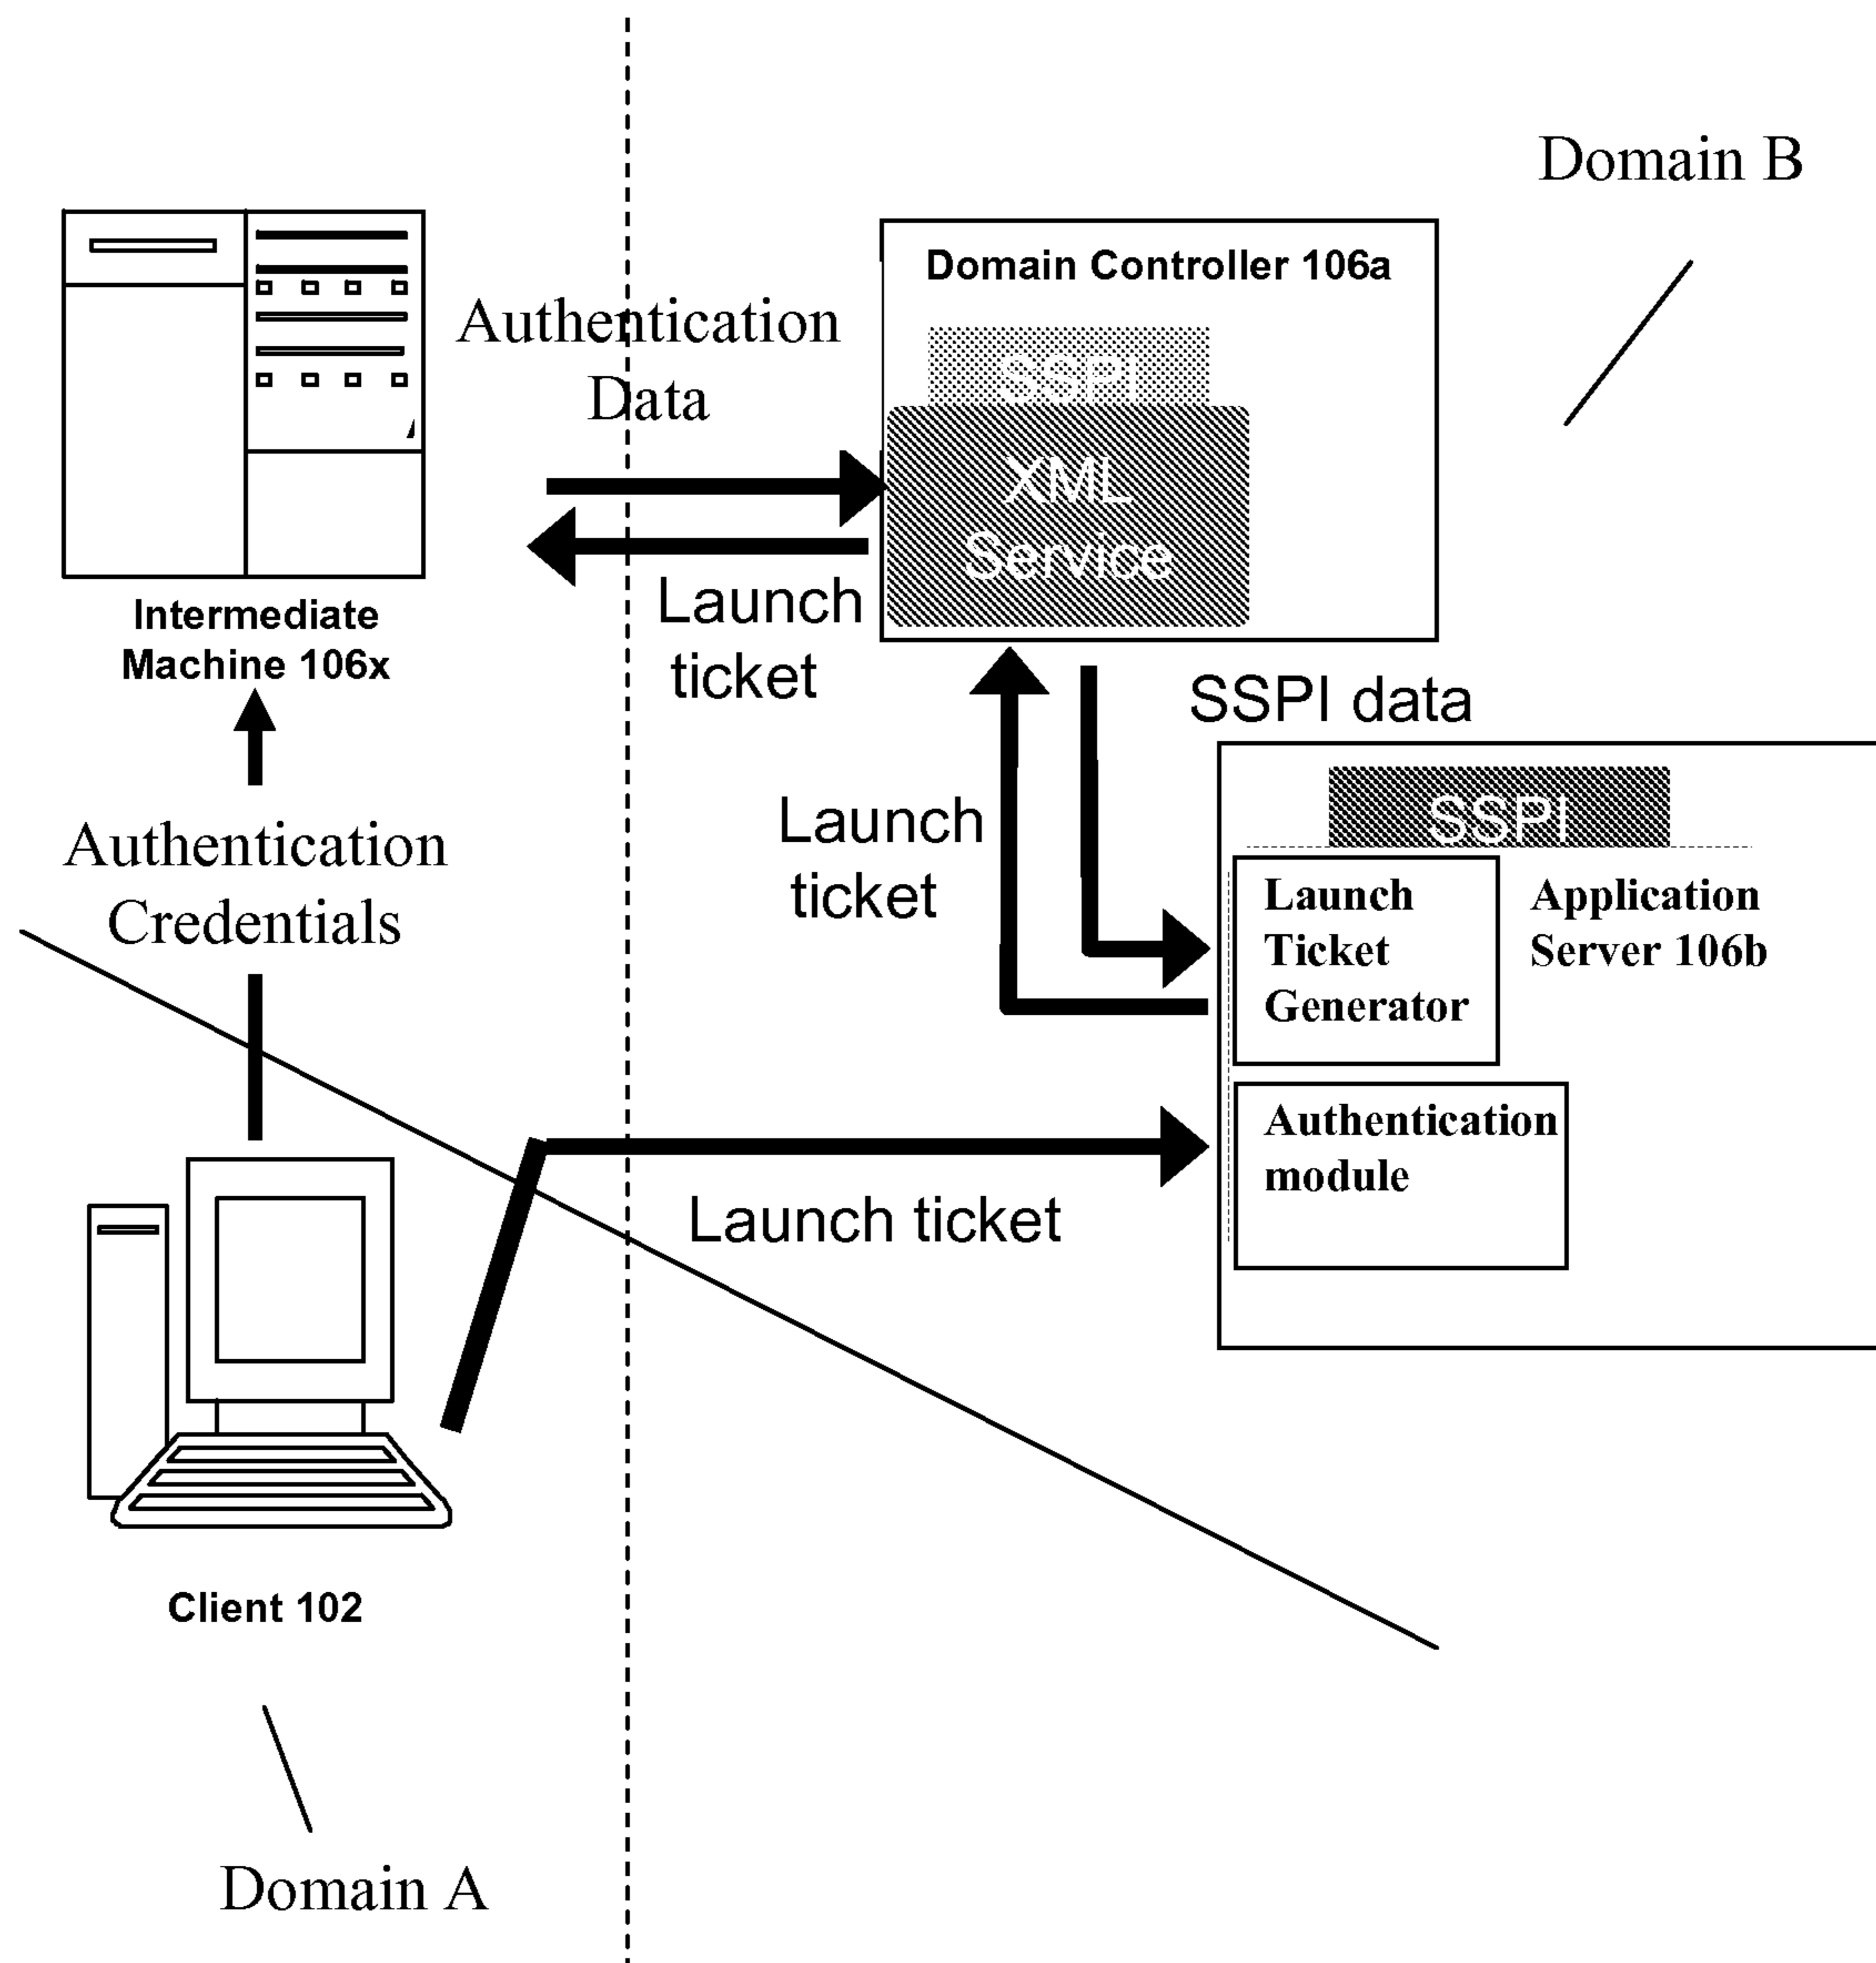 Domain B
Domain Controller 106a
Authentication
Data
SSPI
XML
Service
Intermediate
Machine 106x
Launch
ticket
SSPI data
SSPI
Launch
ticket
Authentication
Credentials
Launch
Ticket
Generator
Application
Server 106b
Authentication
module
Launch ticket
Client 102
Domain A